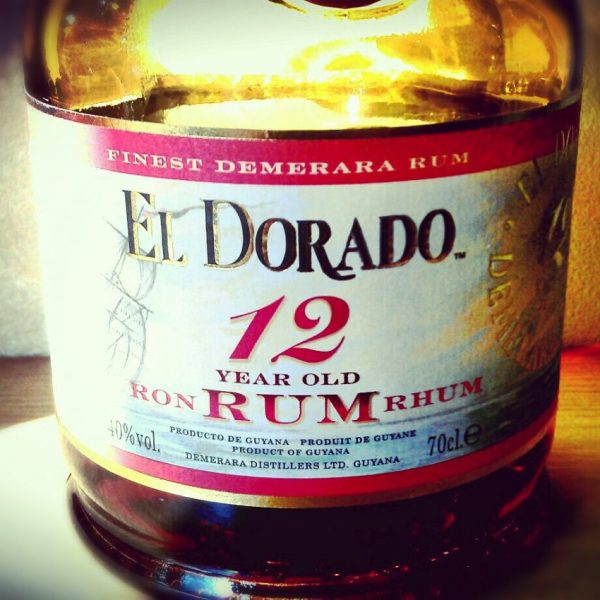 FINEST DEMERARA RUM
EL DORADO™
12
YEAR OLD
RON RUM RHUM
40%vol.
PRODUCTO DE GUYANA PRODUIT DE GUYANE
PRODUCT OF GUYANA
DEMERARA DISTILLERS LTD. GUYANA
70cl.e